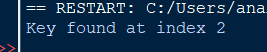 == RESTART: C:/Users/ana
Key found at index 2
>>